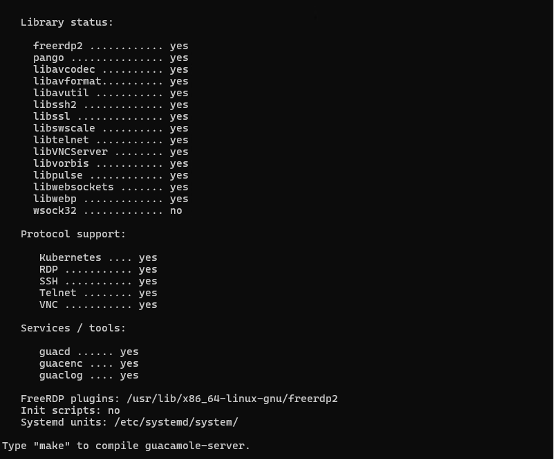 Library status:
freerdp2 ............ yes
pango ............... yes
libavcodec .......... yes
libavformat.......... yes
libavutil ........... yes
libssh2 ............. yes
libssl .............. yes
libswscale .......... yes
libtelnet ........... yes
libVNCServer ........ yes
libvorbis ........... yes
libpulse ............ yes
libwebsockets ....... yes
libwebp ............. yes
wsock32 ............. no
Protocol support:
Kubernetes .... yes
RDP ........... yes
SSH ........... yes
Telnet ........ yes
VNC ........... yes
Services / tools:
guacd ...... yes
guacenc .... yes
guaclog .... yes
FreeRDP plugins: /usr/lib/x86_64-linux-gnu/freerdp2
Init scripts: no
Systemd units: /etc/systemd/system/
Type "make" to compile guacamole-server.